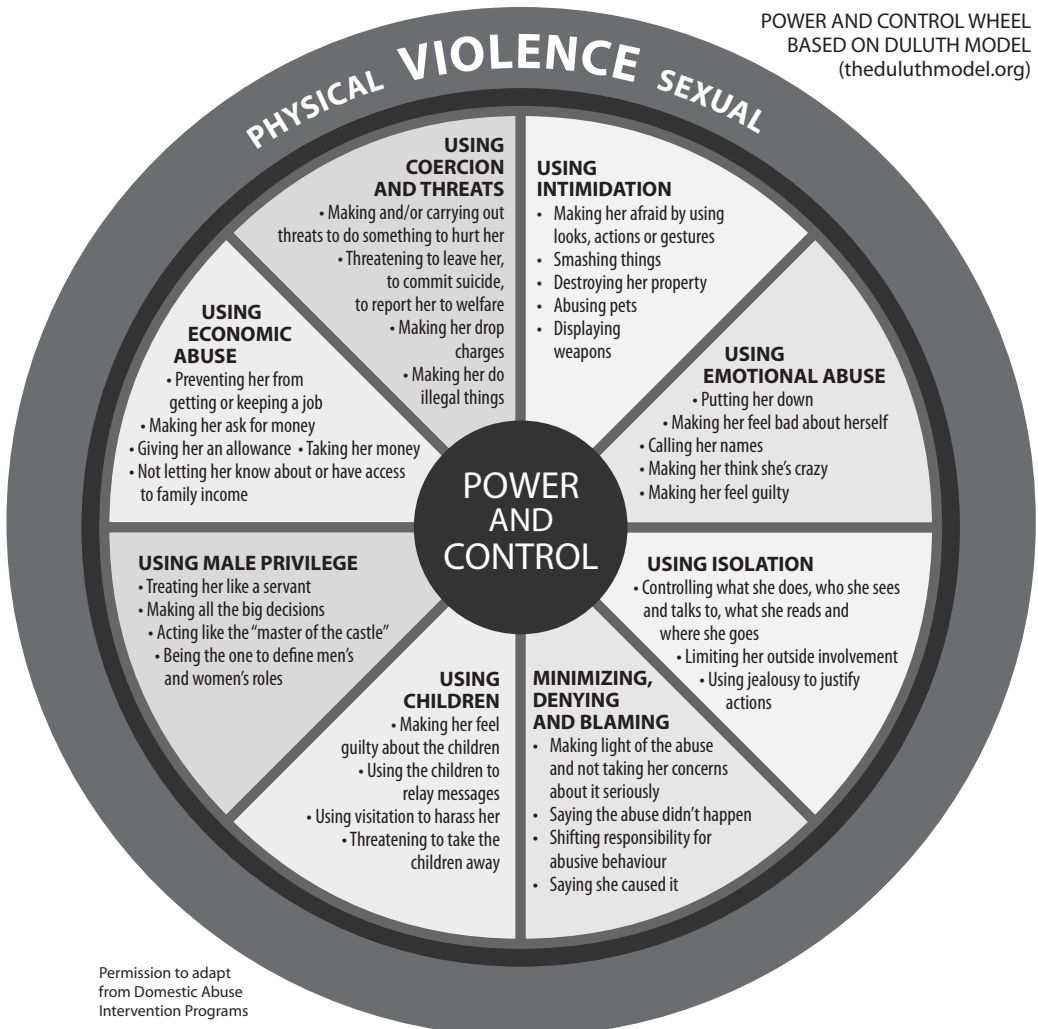 POWER AND CONTROL WHEEL
BASED ON DULUTH MODEL
(theduluthmodel.org)
PHYSICAL VIOLENCE SEXUAL
USING
COERCION
AND THREATS
• Making and/or carrying out
threats to do something to hurt her
• Threatening to leave her,
to commit suicide,
to report her to welfare
• Making her drop
charges
• Making her do
illegal things
USING
INTIMIDATION
• Making her afraid by using
looks, actions or gestures
• Smashing things
• Destroying her property
• Abusing pets
• Displaying
weapons
USING
EMOTIONAL ABUSE
• Putting her down
• Making her feel bad about herself
• Calling her names
• Making her think she’s crazy
• Making her feel guilty
USING ISOLATION
• Controlling what she does, who she sees
and talks to, what she reads and
where she goes
• Limiting her outside involvement
• Using jealousy to justify
actions
MINIMIZING,
DENYING
AND BLAMING
• Making light of the abuse
and not taking her concerns
about it seriously
• Saying the abuse didn’t happen
• Shifting responsibility for
abusive behaviour
• Saying she caused it
USING
CHILDREN
• Making her feel
guilty about the children
• Using the children to
relay messages
• Using visitation to harass her
• Threatening to take the
children away
USING MALE PRIVILEGE
• Treating her like a servant
• Making all the big decisions
• Acting like the “master of the castle”
• Being the one to define men’s
and women’s roles
USING
ECONOMIC
ABUSE
• Preventing her from
getting or keeping a job
• Making her ask for money
• Giving her an allowance • Taking her money
• Not letting her know about or have access
to family income
POWER
AND
CONTROL
Permission to adapt
from Domestic Abuse
Intervention Programs